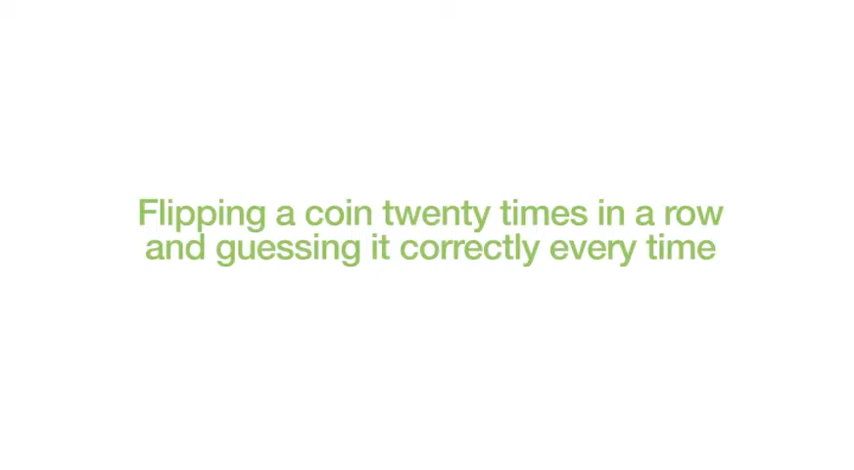 Flipping a coin twenty times in a row
and guessing it correctly every time